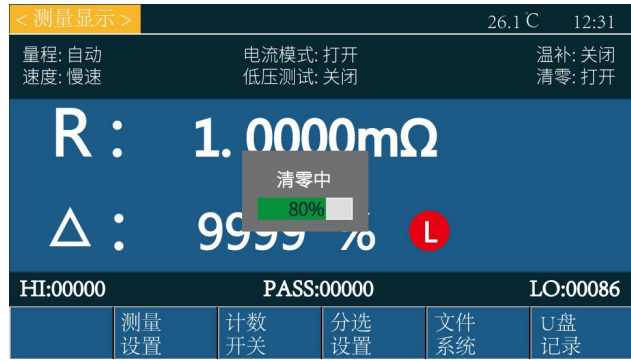 <测量显示> 26.1℃ 12:31
量程: 自动 电流模式: 打开 温补: 关闭
速度: 慢速 低压测试: 关闭 清零: 打开
R: 1.0000mΩ
清零中
80%
Δ: 9999 % L
HI:00000 PASS:00000 LO:00086
测量 计数 分选 文件 U盘
设置 开关 设置 系统 记录